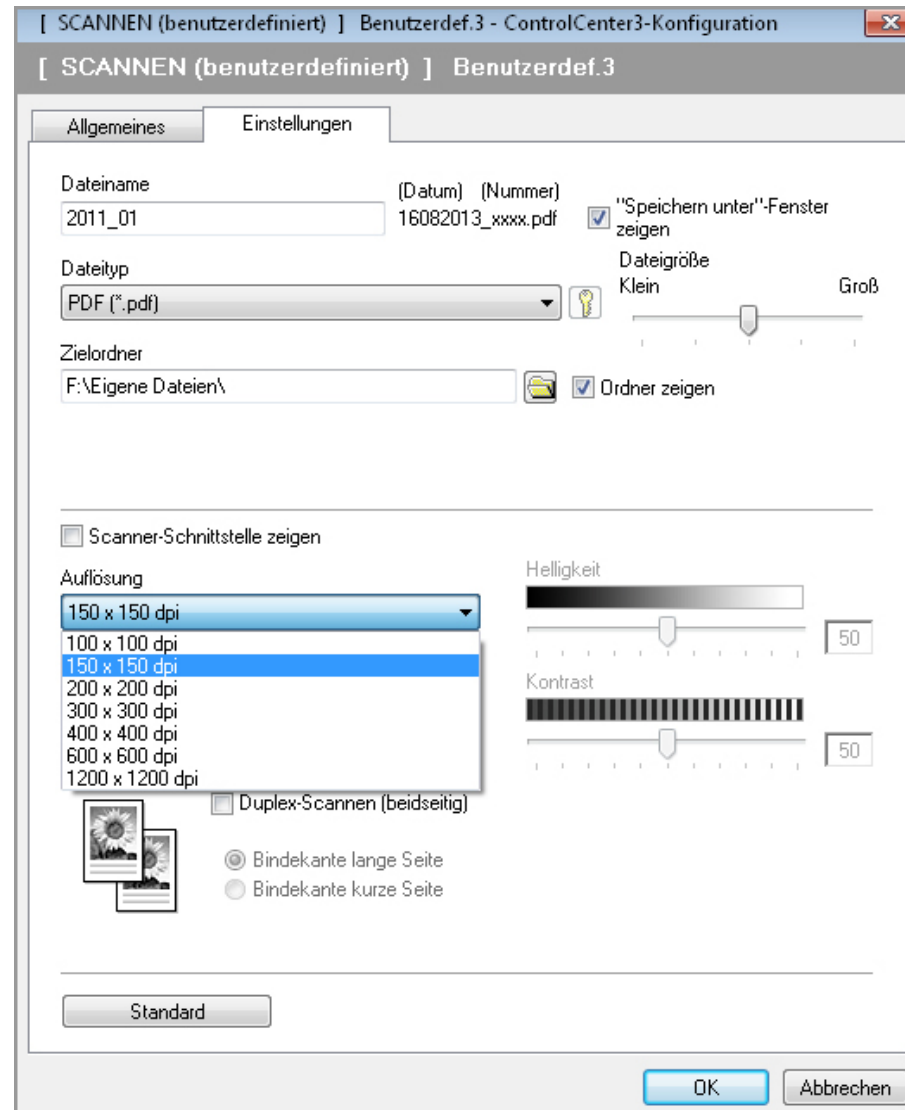 [ SCANNEN (benutzerdefiniert) ] Benutzerdef.3 - ControlCenter3-Konfiguration
[ SCANNEN (benutzerdefiniert) ] Benutzerdef.3
Allgemeines
Einstellungen
Dateiname
(Datum) (Nummer)
2011_01
16082013_xxxx.pdf
"Speichern unter"-Fenster
zeigen
Dateityp
Dateigröße
Klein
Groß
PDF (*.pdf)
Zielordner
F:\Eigene Dateien\
Ordner zeigen
Scanner-Schnittstelle zeigen
Auflösung
150 x 150 dpi
100 x 100 dpi
150 x 150 dpi
200 x 200 dpi
300 x 300 dpi
400 x 400 dpi
600 x 600 dpi
1200 x 1200 dpi
Helligkeit
50
Kontrast
50
Duplex-Scannen (beidseitig)
Bindekante lange Seite
Bindekante kurze Seite
Standard
OK
Abbrechen